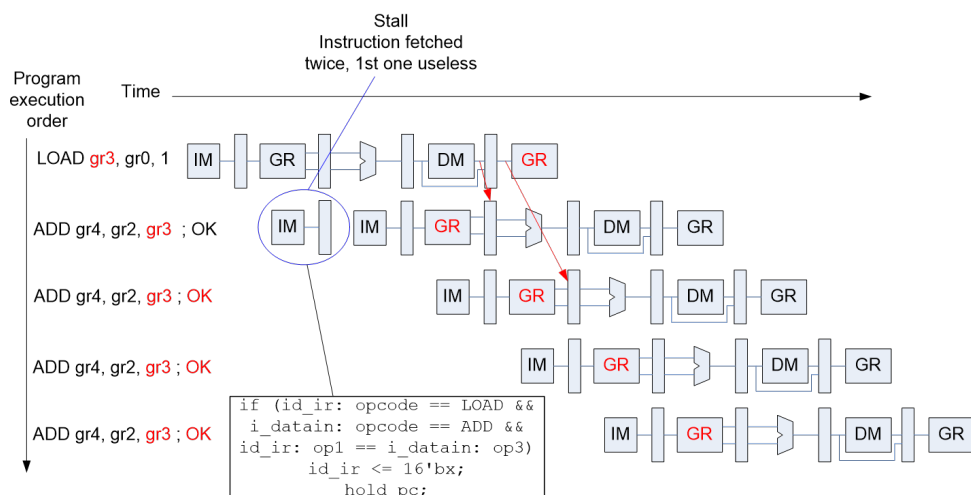 Stall
Instruction fetched
twice, 1st one useless
Program
execution
order
Time
LOAD gr3, gr0, 1
IM
GR
DM
GR
ADD gr4, gr2, gr3 ; OK
IM
IM
GR
DM
GR
ADD gr4, gr2, gr3 ; OK
IM
GR
DM
GR
ADD gr4, gr2, gr3 ; OK
IM
GR
DM
GR
ADD gr4, gr2, gr3 ; OK
IM
GR
DM
GR
if (id_ir: opcode == LOAD &&
i_datain: opcode == ADD &&
id_ir: op1 == i_datain: op3)
id_ir <= 16'bx;
hold pc;